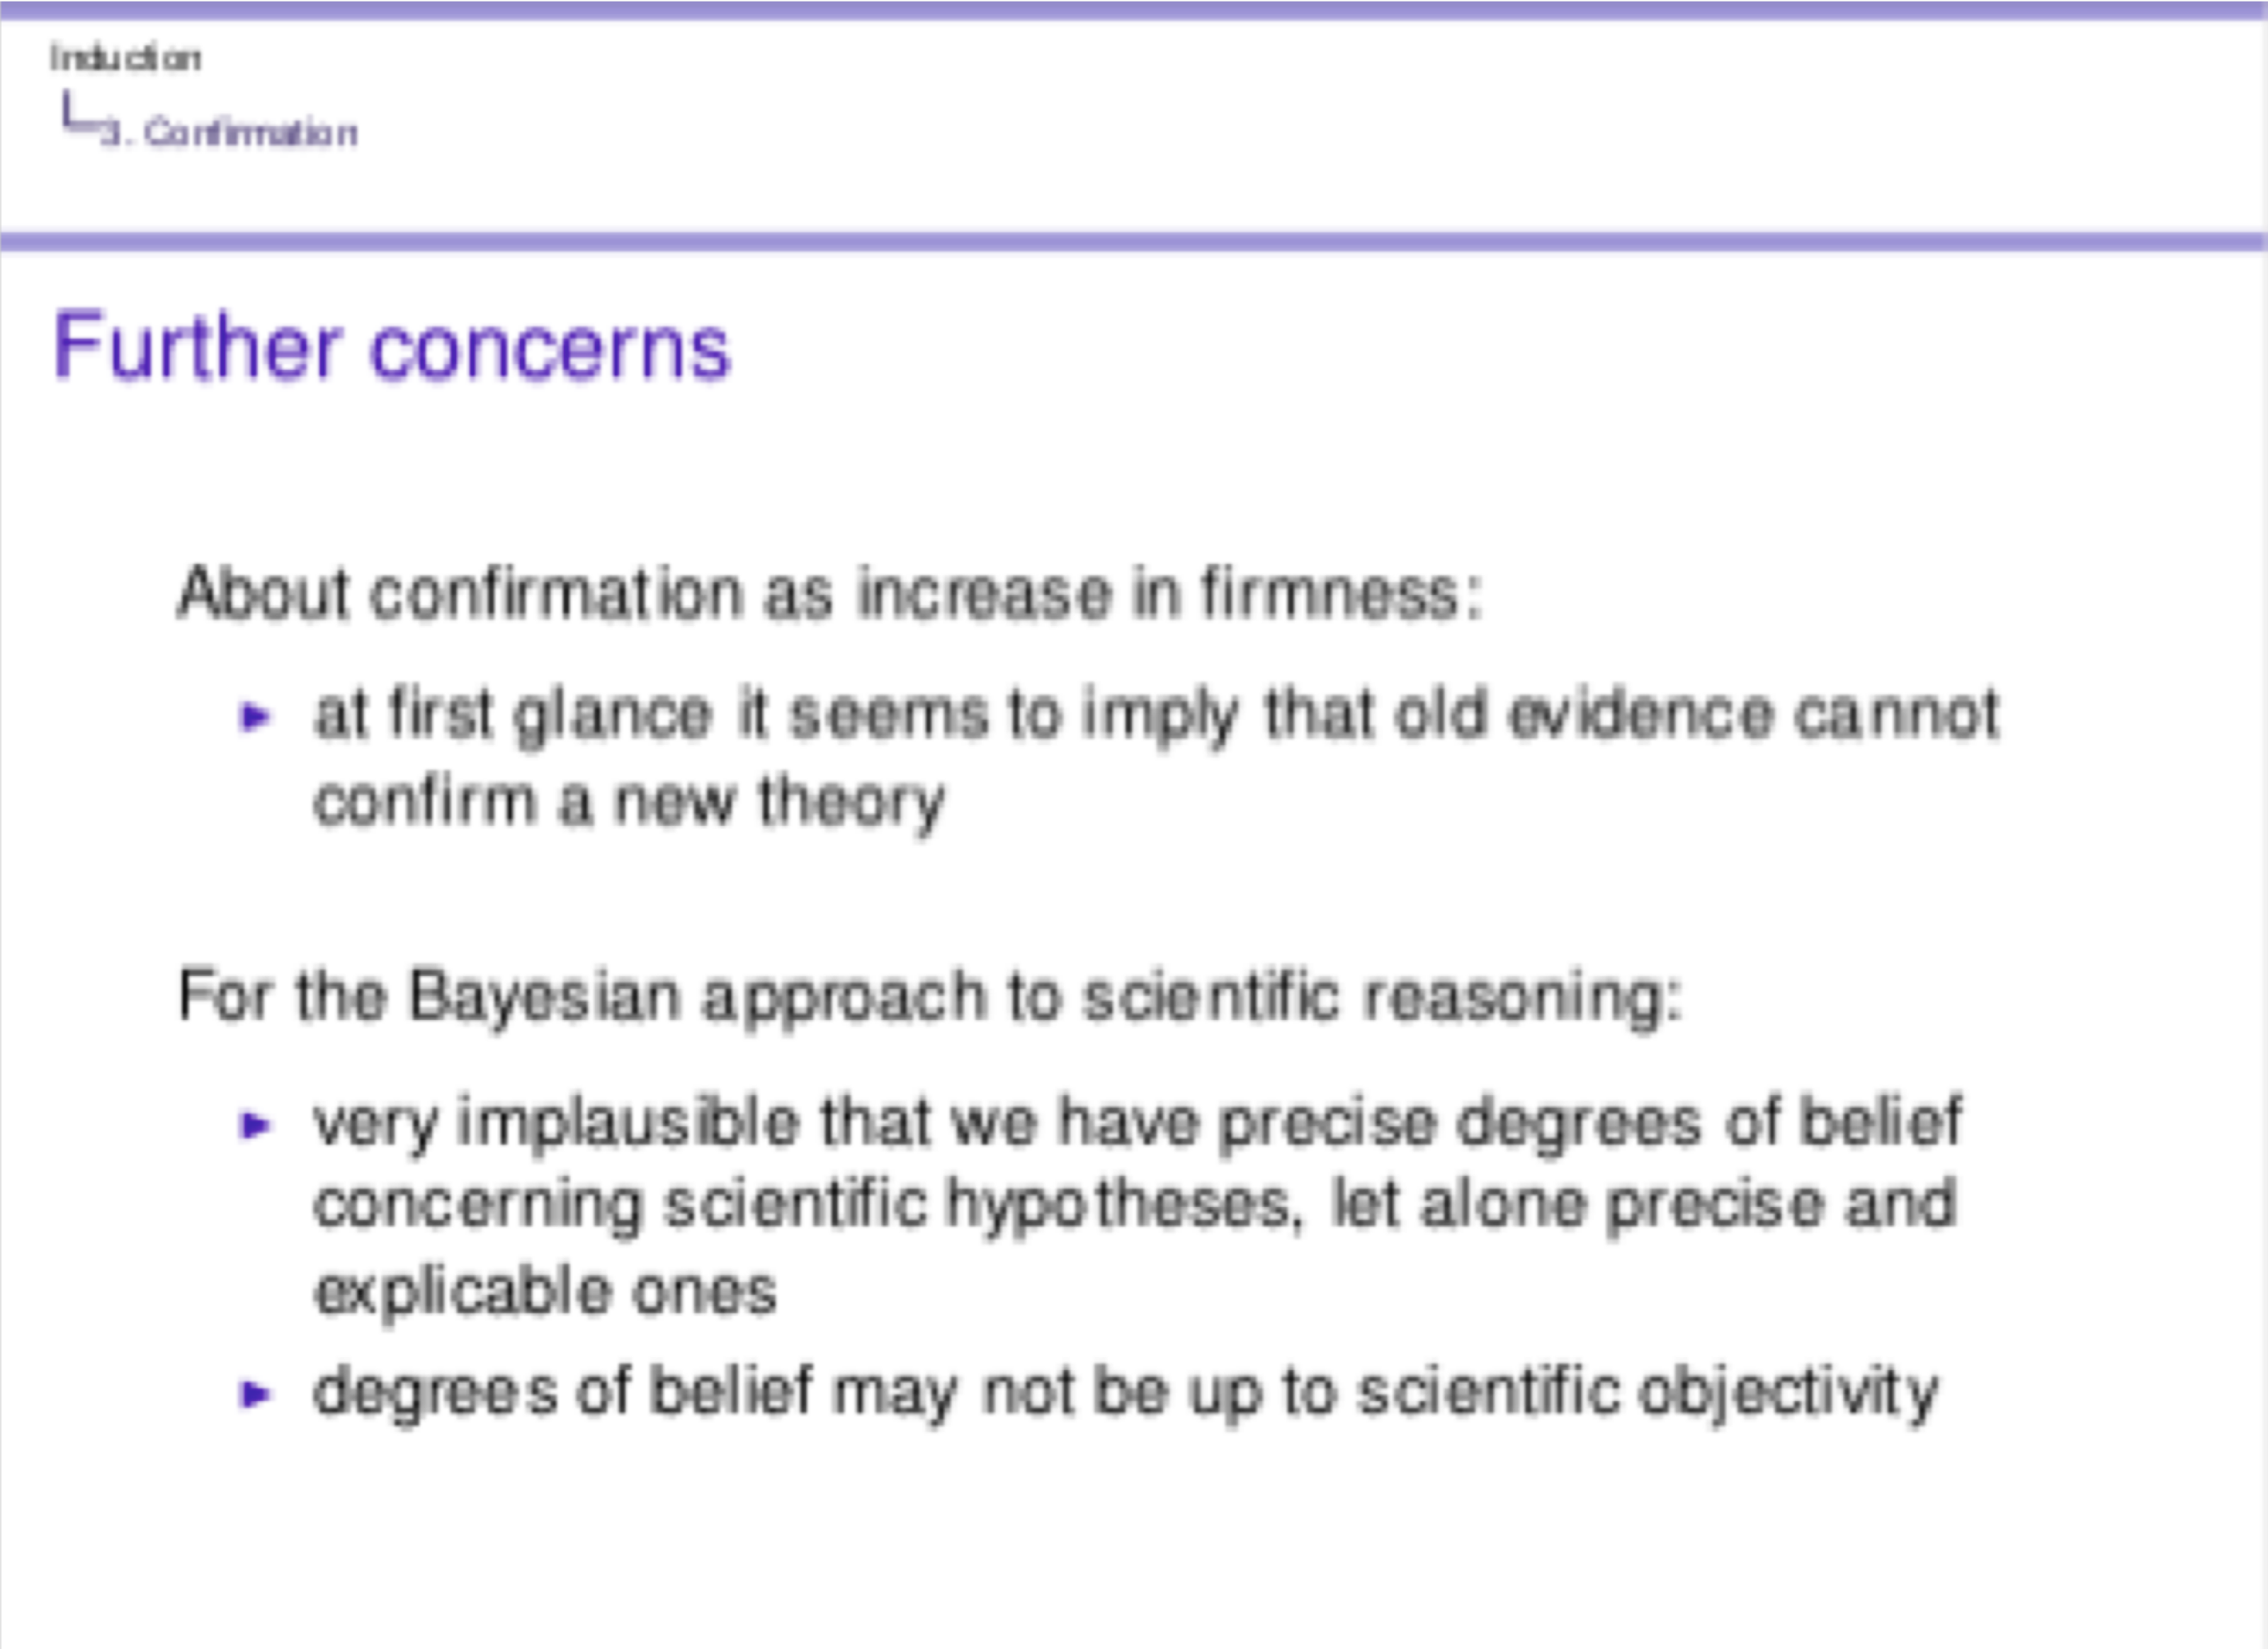 Induction
3. Confirmation
Further concerns
About confirmation as increase in firmness:
at first glance it seems to imply that old evidence cannot
confirm a new theory
For the Bayesian approach to scientific reasoning:
very implausible that we have precise degrees of belief
concerning scientific hypotheses, let alone precise and
explicable ones
degrees of belief may not be up to scientific objectivity